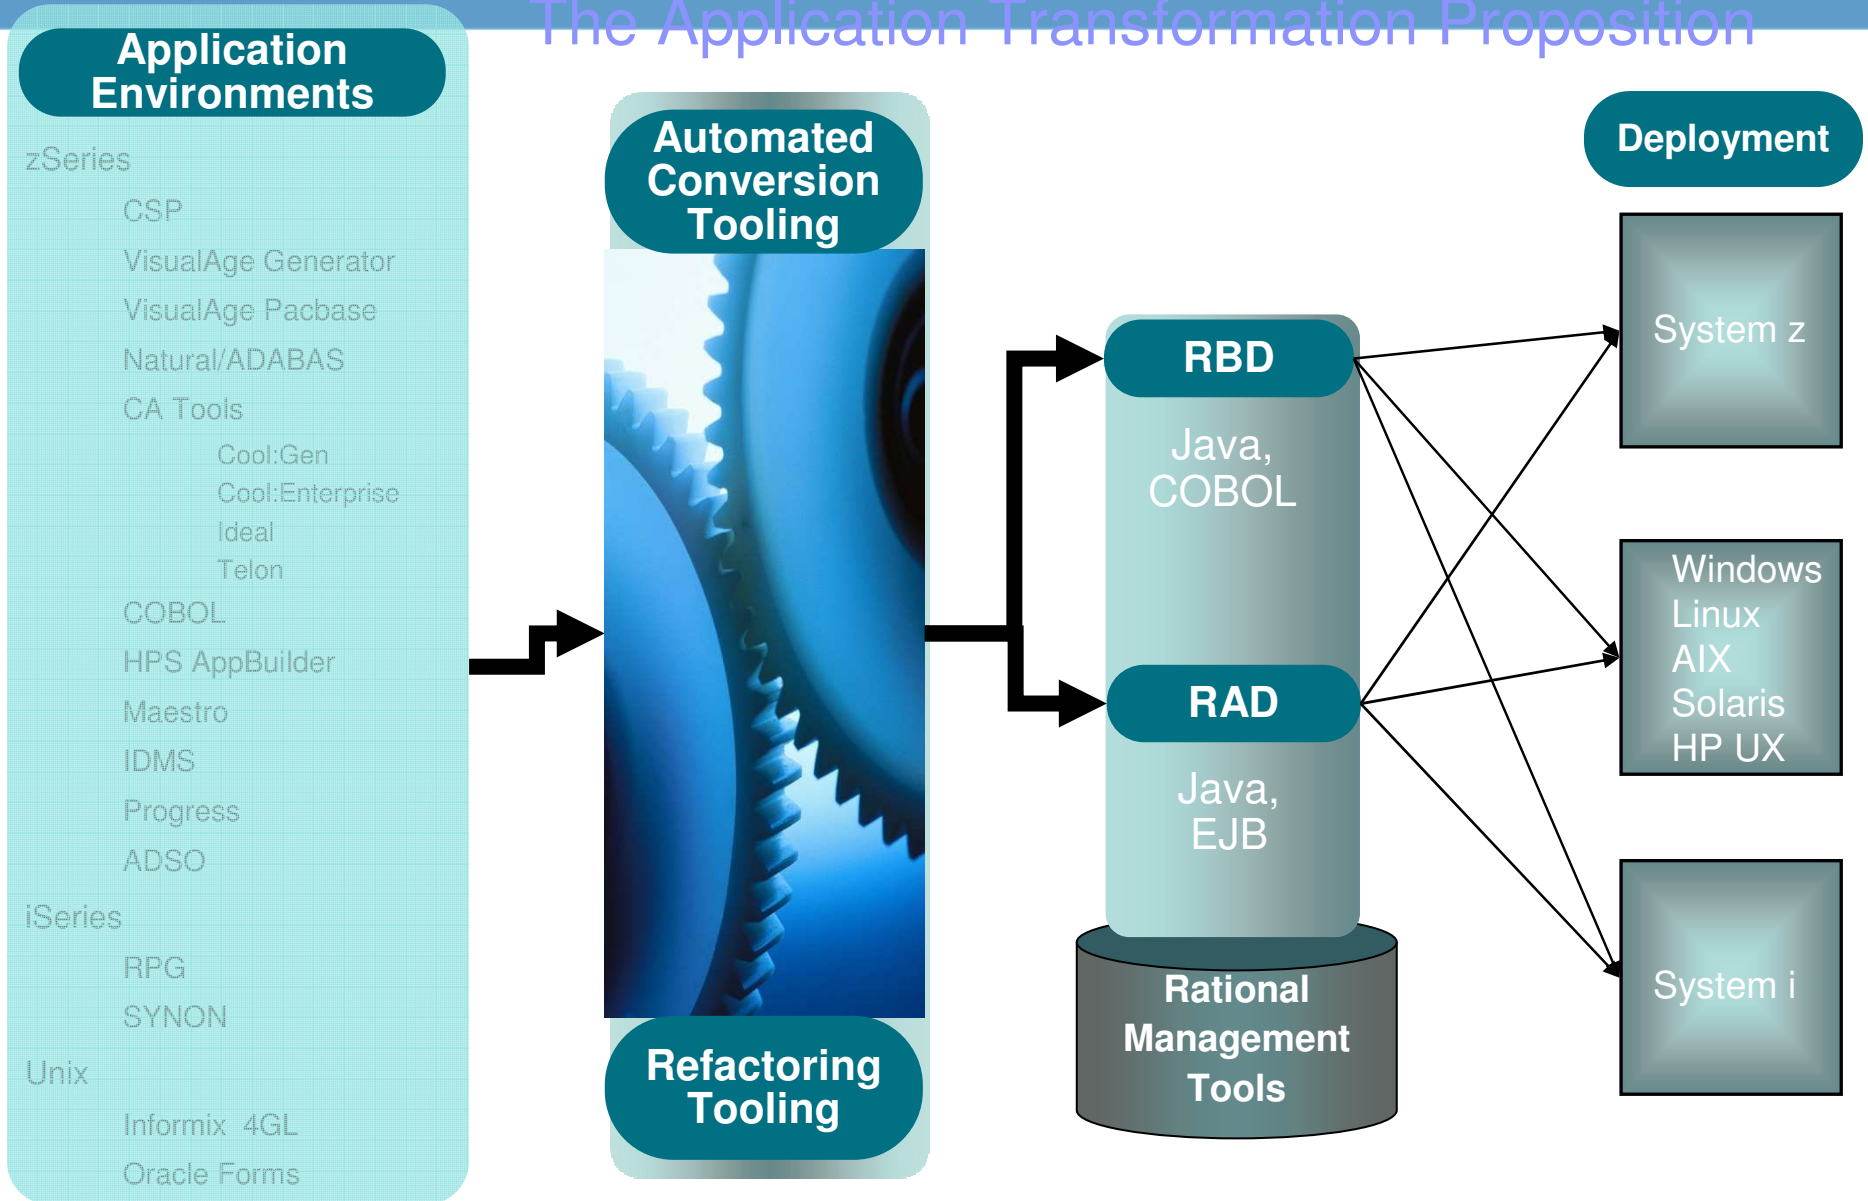 The Application Transformation Proposition
Application
Environments
zSeries
CSP
VisualAge Generator
VisualAge Pacbase
Natural/ADABAS
CA Tools
Cool:Gen
Cool:Enterprise
Ideal
Telon
COBOL
HPS AppBuilder
Maestro
IDMS
Progress
ADSO
iSeries
RPG
SYNON
Unix
Informix 4GL
Oracle Forms
Automated
Conversion
Tooling
Refactoring
Tooling
RBD
Java,
COBOL
RAD
Java,
EJB
Rational
Management
Tools
Deployment
System z
Windows
Linux
AIX
Solaris
HP UX
System i